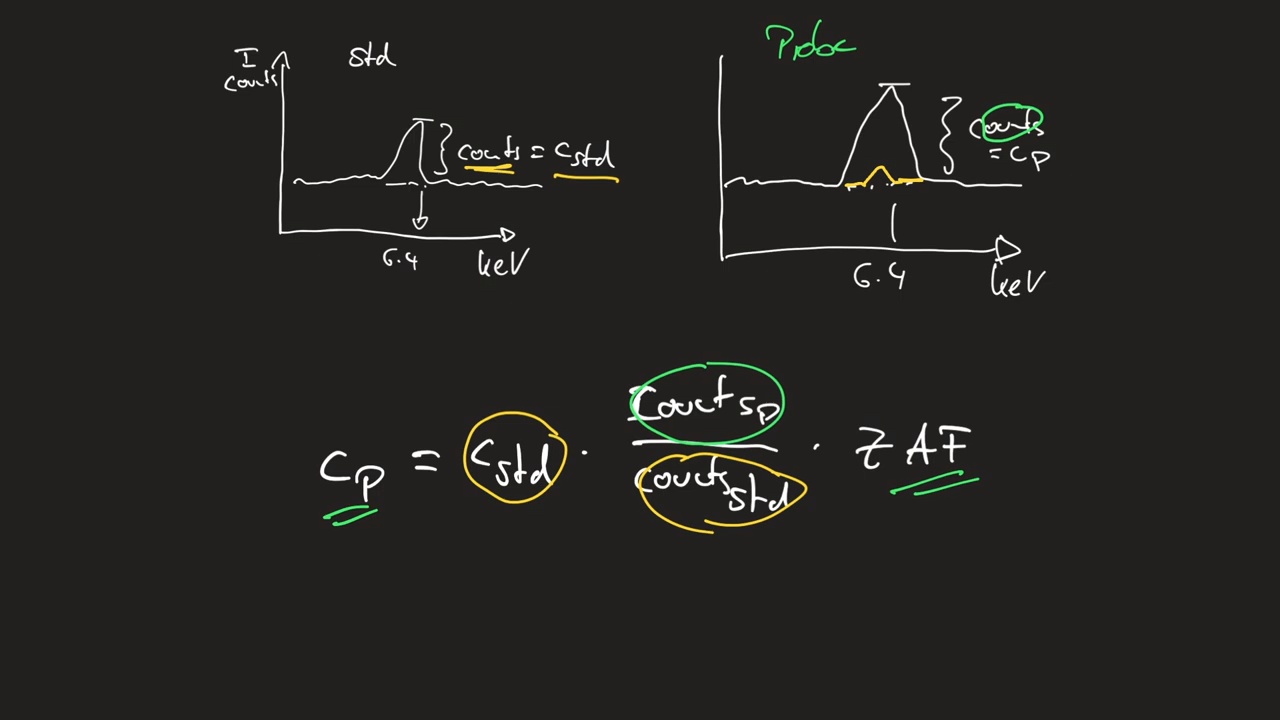 I
counts
std
counts = Cstd
6.4
keV
Probe
counts
= CP
6.4
keV
CP = Cstd · CountsP / countsstd · ZAF